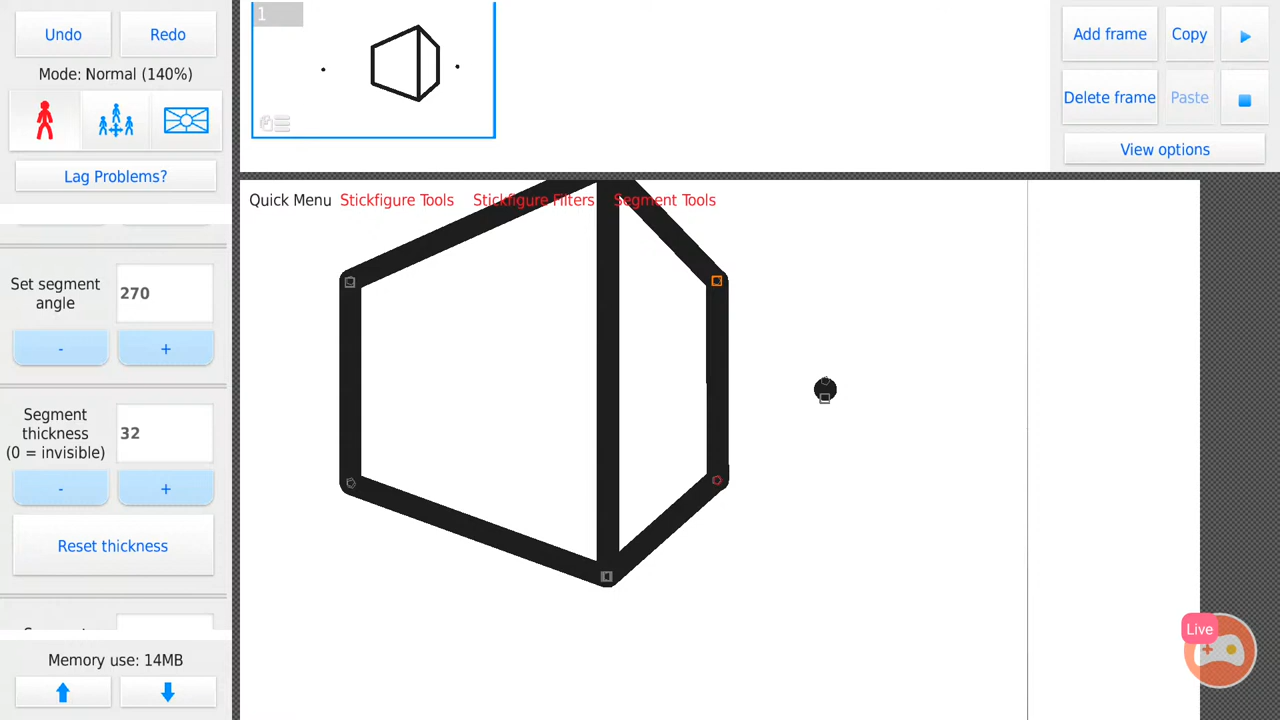 Undo
Redo
Mode: Normal (140%)
Lag Problems?
Set segment
angle
270
-
+
Segment
thickness
(0 = invisible)
32
-
+
Reset thickness
Memory use: 14MB
1
Add frame
Copy
Delete frame
Paste
View options
Quick Menu
Stickfigure Tools
Stickfigure Filters
Segment Tools
Live